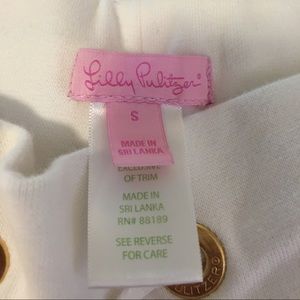 Lilly Pulitzer®
S
MADE IN
SRI LANKA
EXCLUSIVE
OF TRIM
MADE IN
SRI LANKA
RN# 88189
SEE REVERSE
FOR CARE
PULITZER